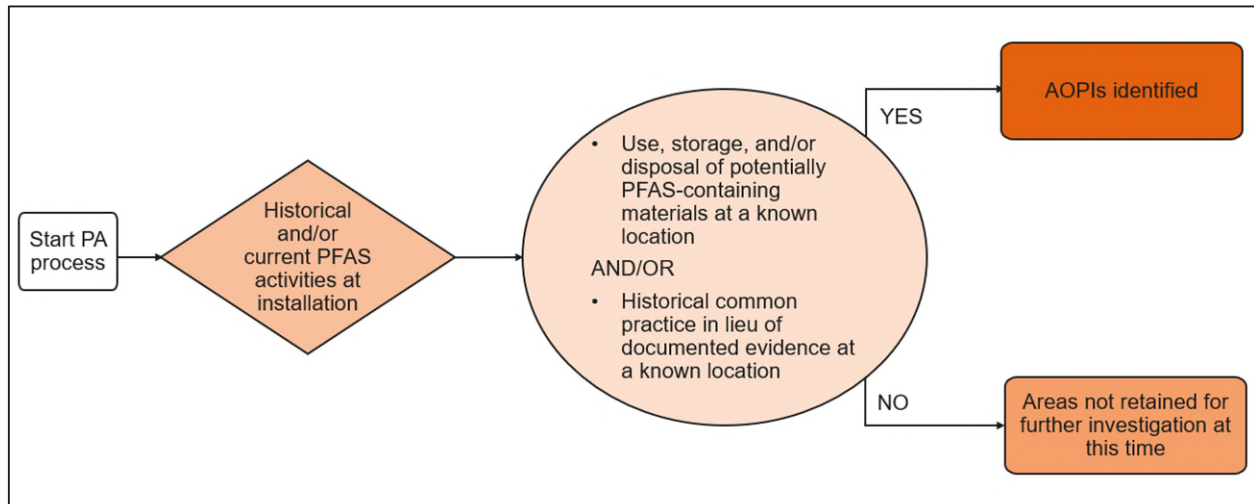 Start PA
process
Historical
and/or
current PFAS
activities at
installation
• Use, storage, and/or
disposal of potentially
PFAS-containing
materials at a known
location
AND/OR
• Historical common
practice in lieu of
documented evidence at
a known location
YES
AOPIs identified
NO
Areas not retained for
further investigation at
this time